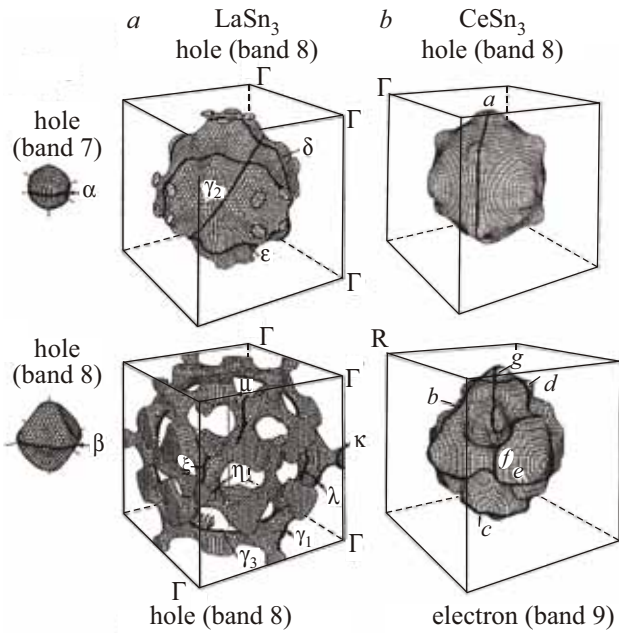 a
LaSn3
hole (band 8)
b
CeSn3
hole (band 8)
Γ
Γ
Γ
hole
(band 7)
α
δ
γ2
ε
Γ
a
hole
(band 8)
β
Γ
Γ
μ
κ
ξ
η
λ
γ1
γ3
Γ
Γ
hole (band 8)
R
g
b
d
f
e
c
electron (band 9)